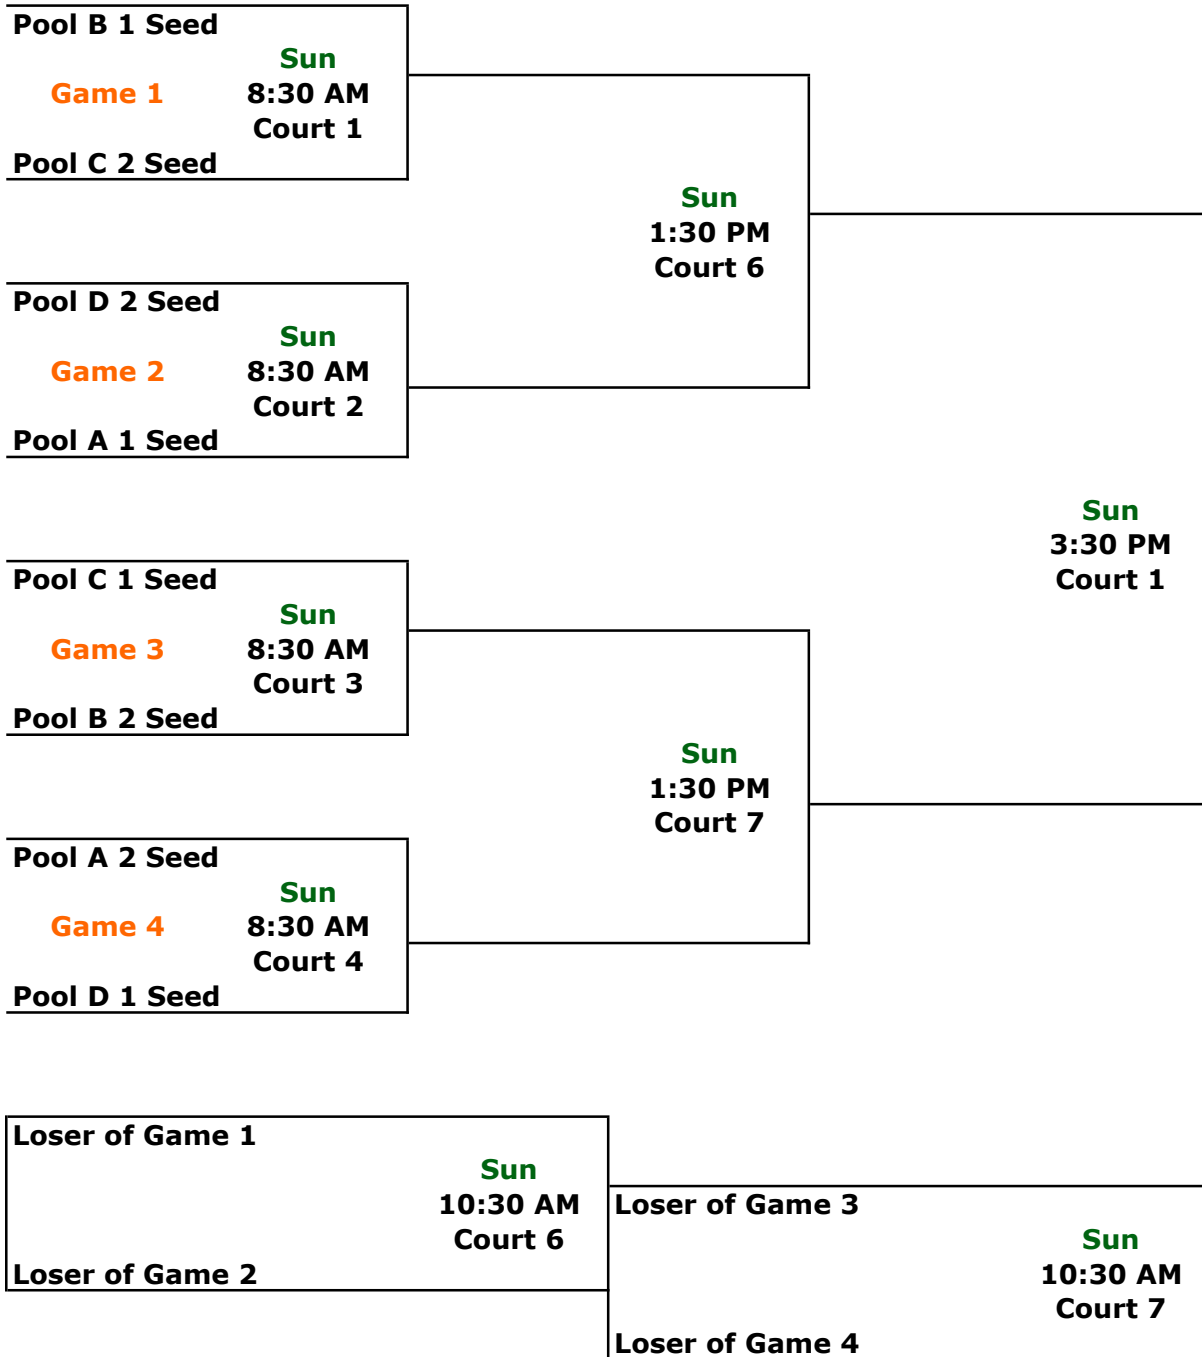 Pool B 1 Seed
Sun
Game 1 8:30 AM
Court 1
Pool C 2 Seed
Sun
1:30 PM
Court 6
Pool D 2 Seed
Sun
Game 2 8:30 AM
Court 2
Pool A 1 Seed
Sun
3:30 PM
Court 1
Pool C 1 Seed
Sun
Game 3 8:30 AM
Court 3
Pool B 2 Seed
Sun
1:30 PM
Court 7
Pool A 2 Seed
Sun
Game 4 8:30 AM
Court 4
Pool D 1 Seed
Loser of Game 1
Sun
10:30 AM
Court 6
Loser of Game 2
Loser of Game 3
Sun
10:30 AM
Court 7
Loser of Game 4